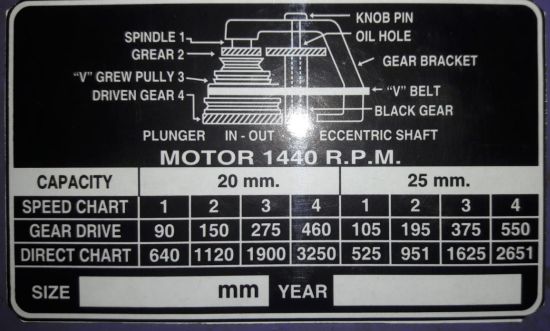 KNOB PIN
SPINDLE 1 OIL HOLE
GREAR 2 GEAR BRACKET
"V" GREW PULLY 3 "V" BELT
DRIVEN GEAR 4 BLACK GEAR
PLUNGER IN - OUT ECCENTRIC SHAFT
MOTOR 1440 R.P.M.
CAPACITY 20 mm. 25 mm.
SPEED CHART 1 2 3 4 1 2 3 4
GEAR DRIVE 90 150 275 460 105 195 375 550
DIRECT CHART 640 1120 1900 3250 525 951 1625 2651
SIZE mm YEAR